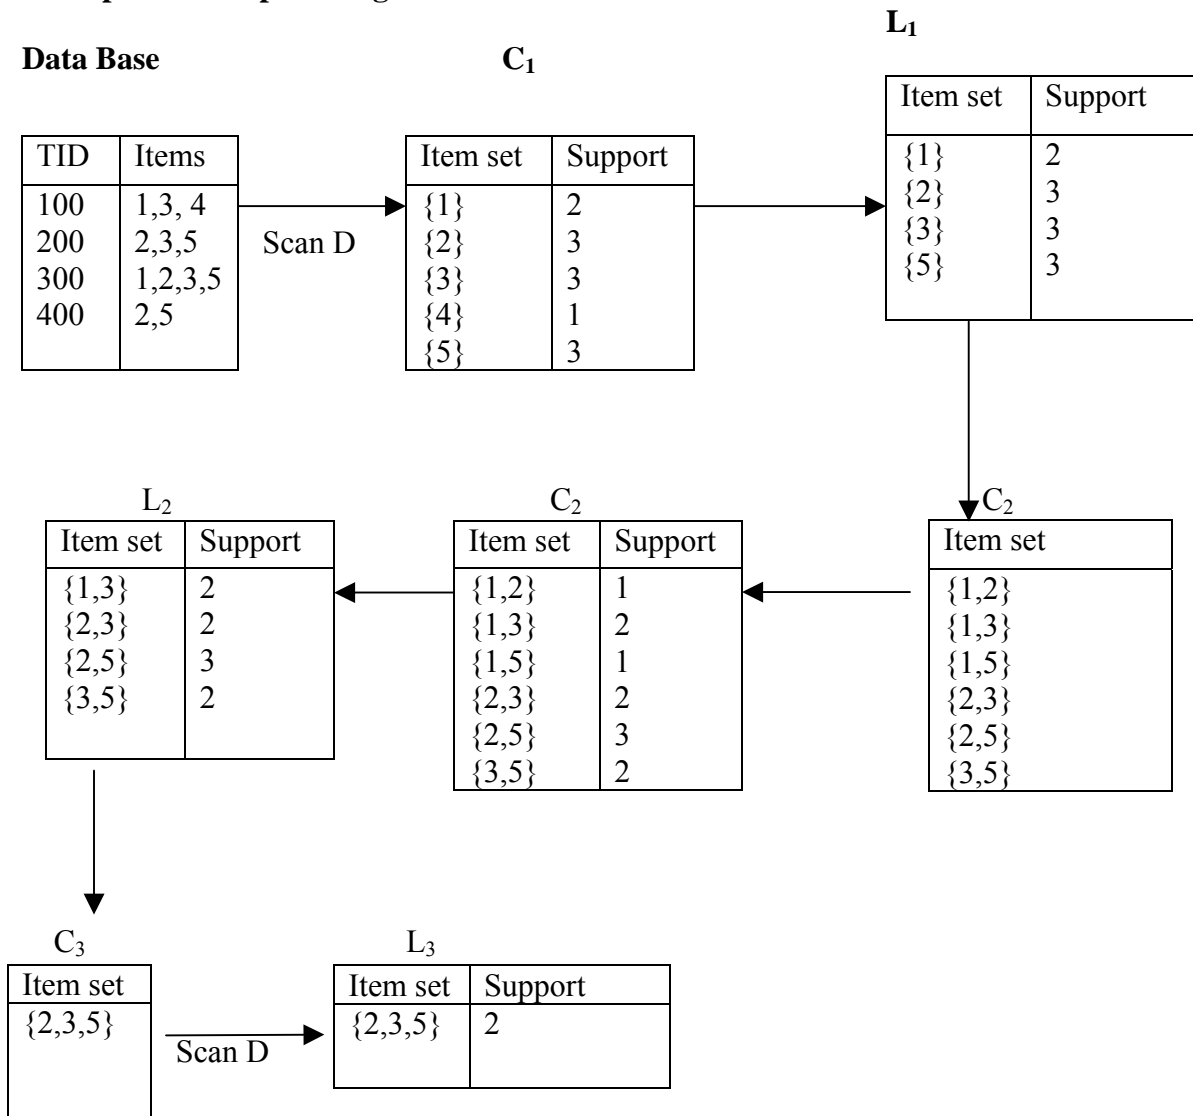 L1
Data Base C1
TID Items
100 1,3, 4
200 2,3,5
300 1,2,3,5
400 2,5
Scan D
Item set Support
{1} 2
{2} 3
{3} 3
{4} 1
{5} 3
Item set Support
{1} 2
{2} 3
{3} 3
{5} 3
L2
Item set Support
{1,3} 2
{2,3} 2
{2,5} 3
{3,5} 2
C2
Item set Support
{1,2} 1
{1,3} 2
{1,5} 1
{2,3} 2
{2,5} 3
{3,5} 2
C2
Item set
{1,2}
{1,3}
{1,5}
{2,3}
{2,5}
{3,5}
C3
Item set
{2,3,5}
Scan D
L3
Item set Support
{2,3,5} 2